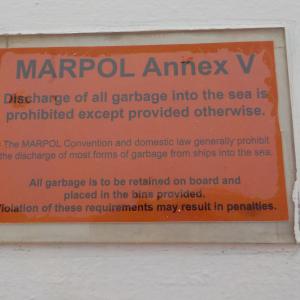 MARPOL Annex V
Discharge of all garbage into the sea is
prohibited except provided otherwise.
The MARPOL Convention and domestic law generally prohibit
the discharge of most forms of garbage from ships into the sea.
All garbage is to be retained on board and
placed in the bins provided.
Violation of these requirements may result in penalties.